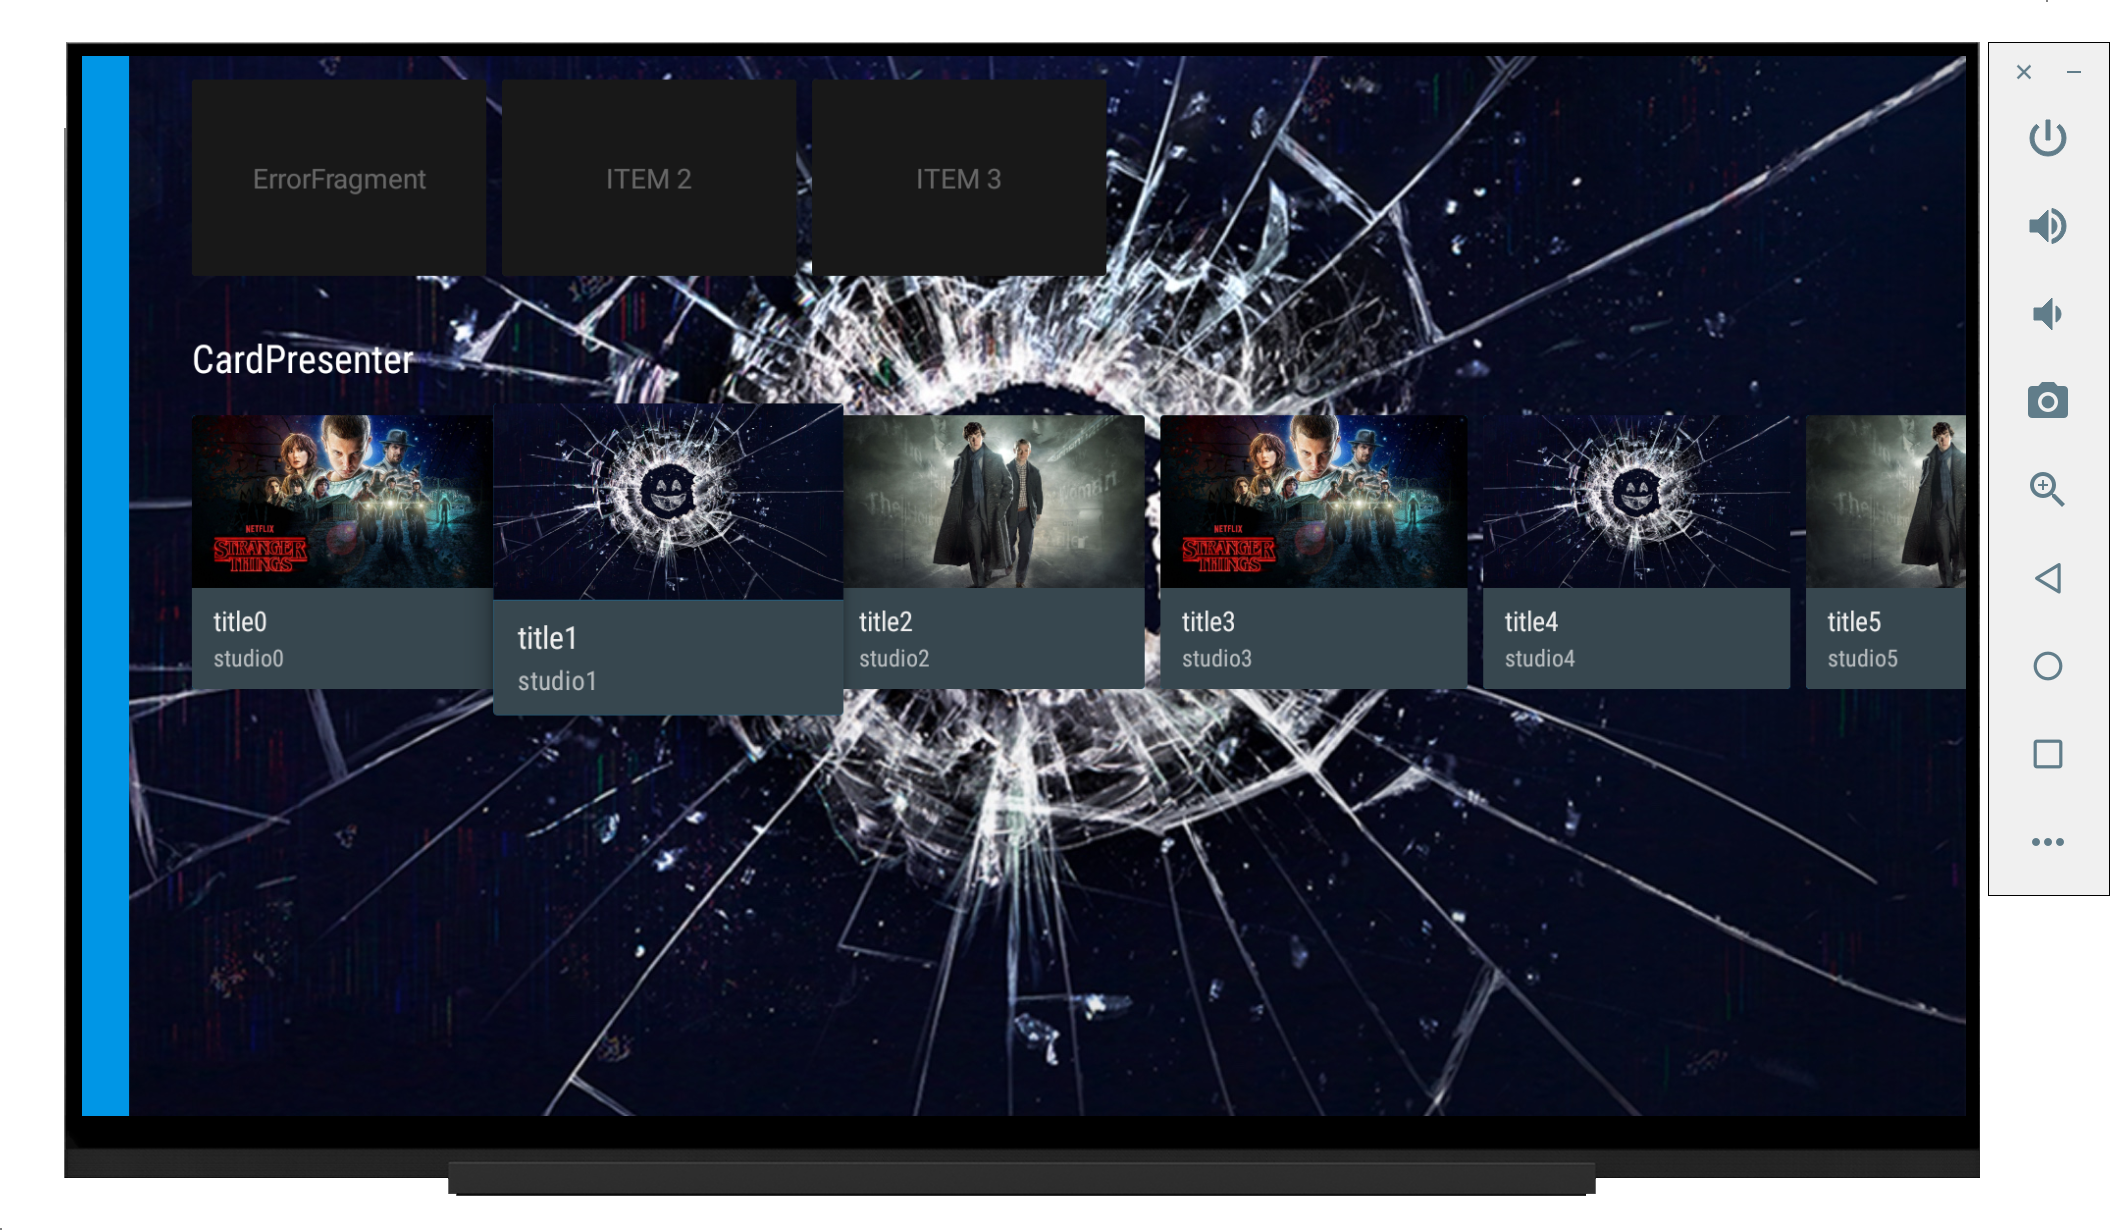 ErrorFragment
ITEM 2
ITEM 3
CardPresenter
NETFLIX
STRANGER
THINGS
title0
studio0
title1
studio1
title2
studio2
NETFLIX
STRANGER
THINGS
title3
studio3
title4
studio4
title5
studio5